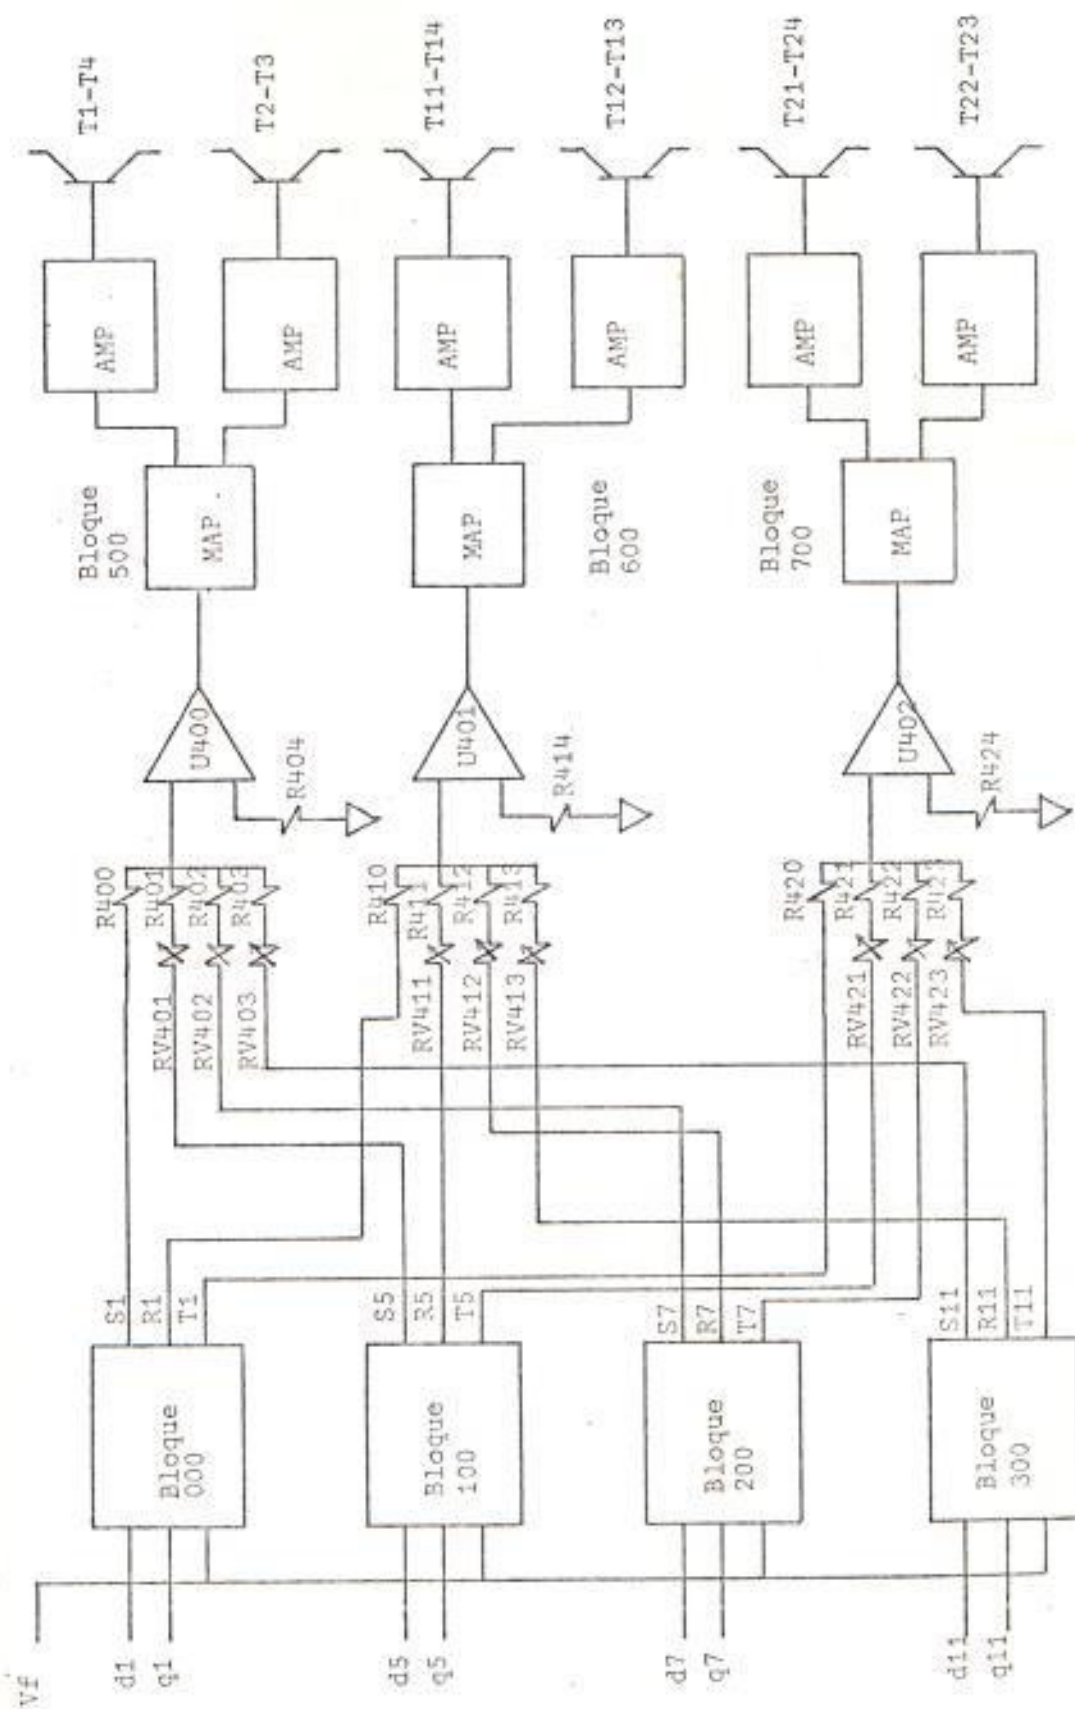 Vf
d1
q1
d5
q5
d7
q7
d11
q11
Bloque
000
Bloque
100
Bloque
200
Bloque
300
S1
R1
T1
S5
R5
T5
S7
R7
T7
S11
R11
T11
RV401
RV402
RV403
RV411
RV412
RV413
RV421
RV422
RV423
R400
R401
R402
R403
R410
R411
R412
R413
R420
R421
R422
R423
R404
R414
R424
U400
U401
U402
Bloque
500
Bloque
600
Bloque
700
MAP
MAP
MAP
AMP
AMP
AMP
AMP
AMP
AMP
T1-T4
T2-T3
T11-T14
T12-T13
T21-T24
T22-T23